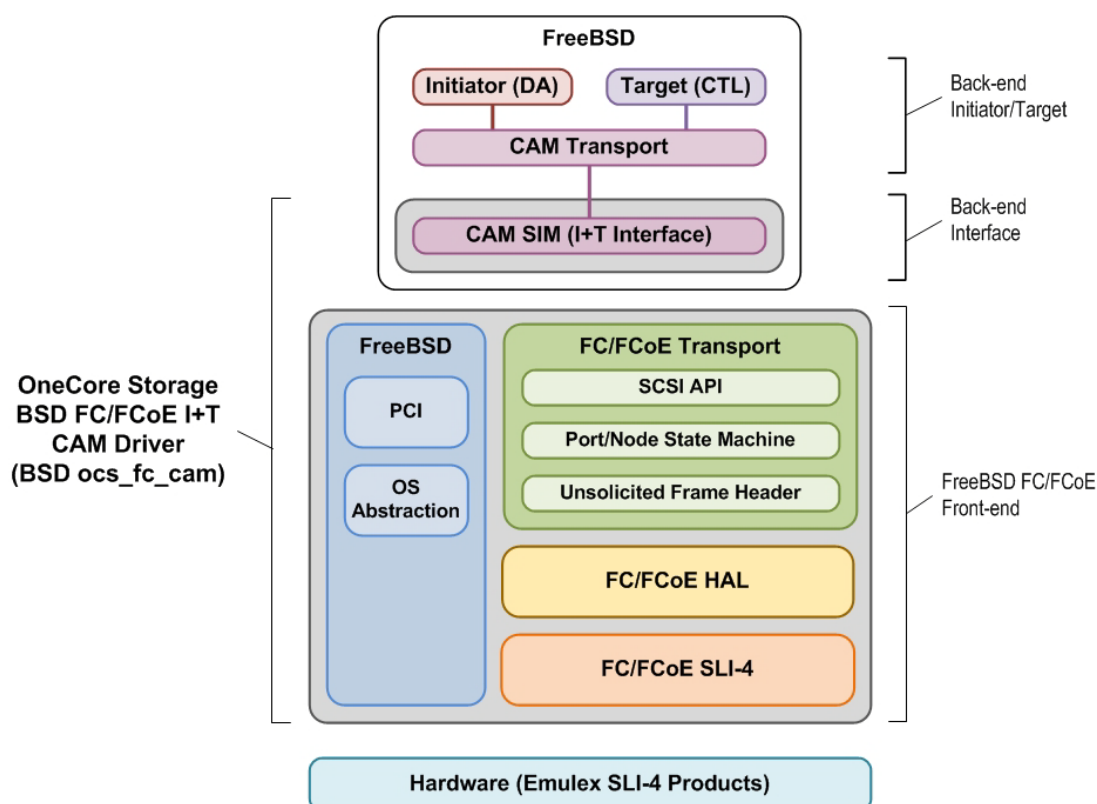 FreeBSD
Initiator (DA)
Target (CTL)
CAM Transport
CAM SIM (I+T Interface)
Back-end
Initiator/Target
Back-end
Interface
OneCore Storage
BSD FC/FCoE I+T
CAM Driver
(BSD ocs_fc_cam)
FreeBSD
PCI
OS
Abstraction
FC/FCoE Transport
SCSI API
Port/Node State Machine
Unsolicited Frame Header
FC/FCoE HAL
FC/FCoE SLI-4
FreeBSD FC/FCoE
Front-end
Hardware (Emulex SLI-4 Products)